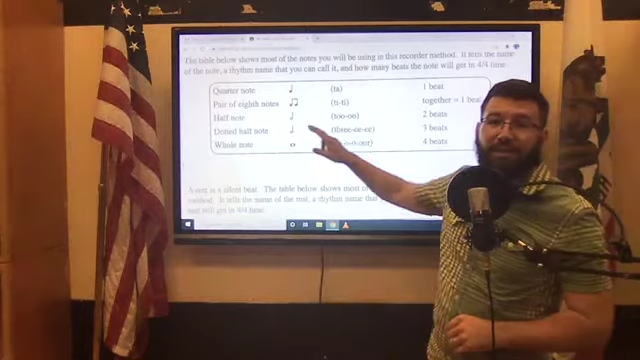 The table below shows most of the notes you will be using in this recorder method. It tells the name
of the note, a rhythm name that you can call it, and how many beats the note will get in 4/4 time.
Quarter note (ta) 1 beat
Pair of eighth notes (ti-ti) together = 1 beat
Half note (too-oo) 2 beats
Dotted half note (three-ee-ee) 3 beats
Whole note 4 beats
A rest is a silent beat. The table below shows most of
method. It tells the name of the rest, a rhythm name that
rest will get in 4/4 time.